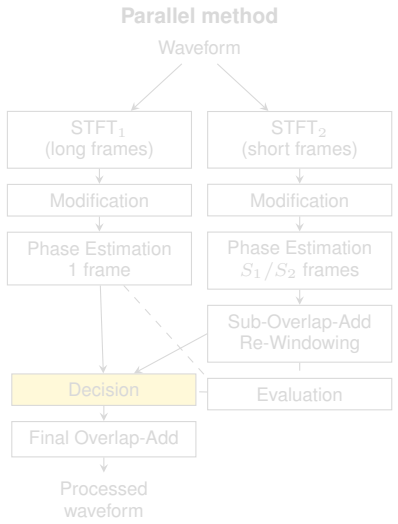 Parallel method
Waveform
STFT₁
(long frames)
STFT₂
(short frames)
Modification
Modification
Phase Estimation
1 frame
Phase Estimation
S₁/S₂ frames
Sub-Overlap-Add
Re-Windowing
Decision
Evaluation
Final Overlap-Add
Processed
waveform